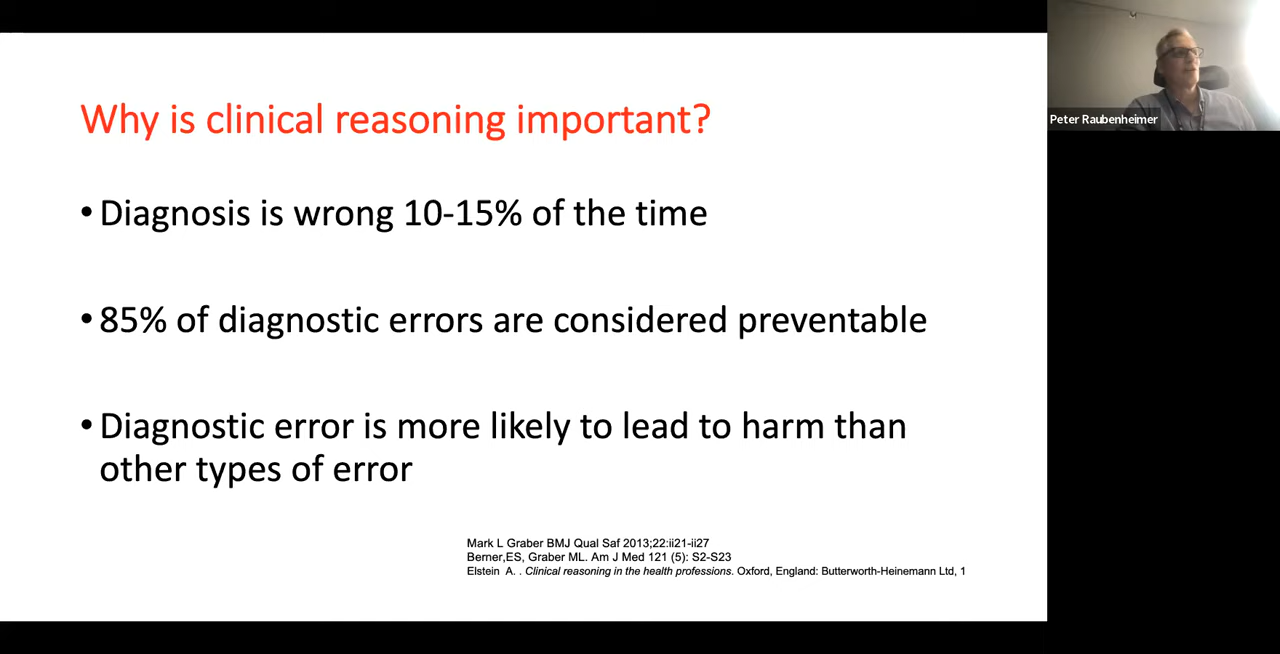 Why is clinical reasoning important?
• Diagnosis is wrong 10-15% of the time
• 85% of diagnostic errors are considered preventable
• Diagnostic error is more likely to lead to harm than
other types of error
Mark L Graber BMJ Qual Saf 2013;22:ii21-ii27
Berner,ES, Graber ML. Am J Med 121 (5): S2-S23
Elstein A. . Clinical reasoning in the health professions. Oxford, England: Butterworth-Heinemann Ltd, 1
Peter Raubenheimer